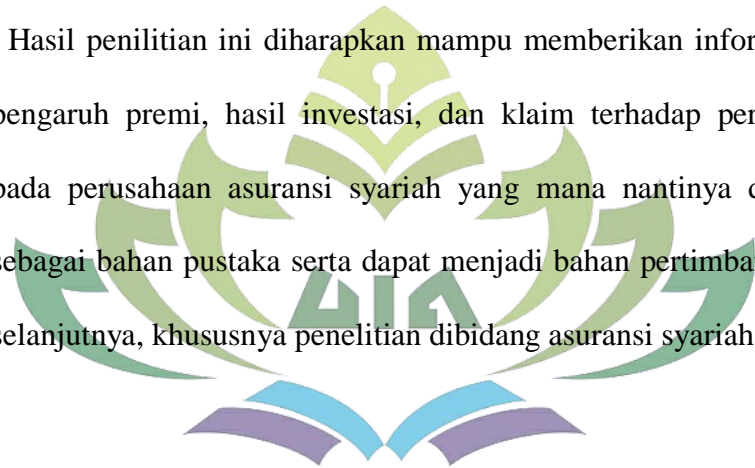 Hasil penilitian ini diharapkan mampu memberikan infor
pengaruh premi, hasil investasi, dan klaim terhadap per
pada perusahaan asuransi syariah yang mana nantinya d
sebagai bahan pustaka serta dapat menjadi bahan pertimba
selanjutnya, khususnya penelitian dibidang asuransi syariah
UIN